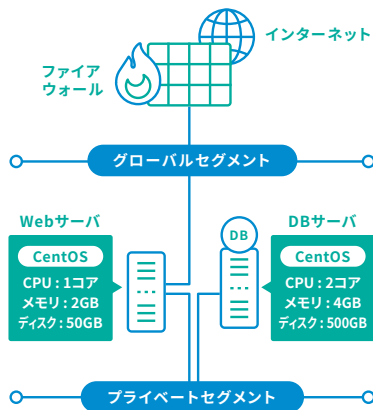 インターネット
ファイア
ウォール
グローバルセグメント
Webサーバ
CentOS
CPU：1コア
メモリ：2GB
ディスク：50GB
DB
DBサーバ
CentOS
CPU：2コア
メモリ：4GB
ディスク：500GB
プライベートセグメント